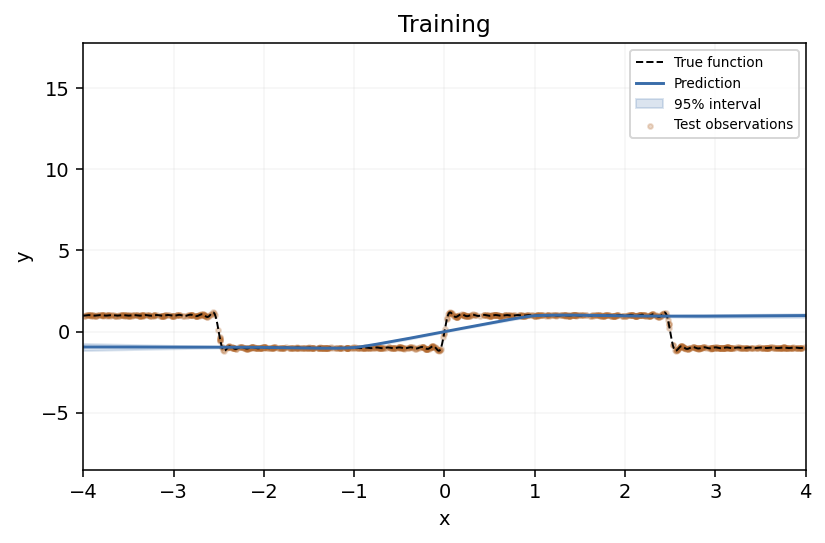 Training
True function
Prediction
95% interval
Test observations
15
10
5
0
−5
y
−4 −3 −2 −1 0 1 2 3 4
x